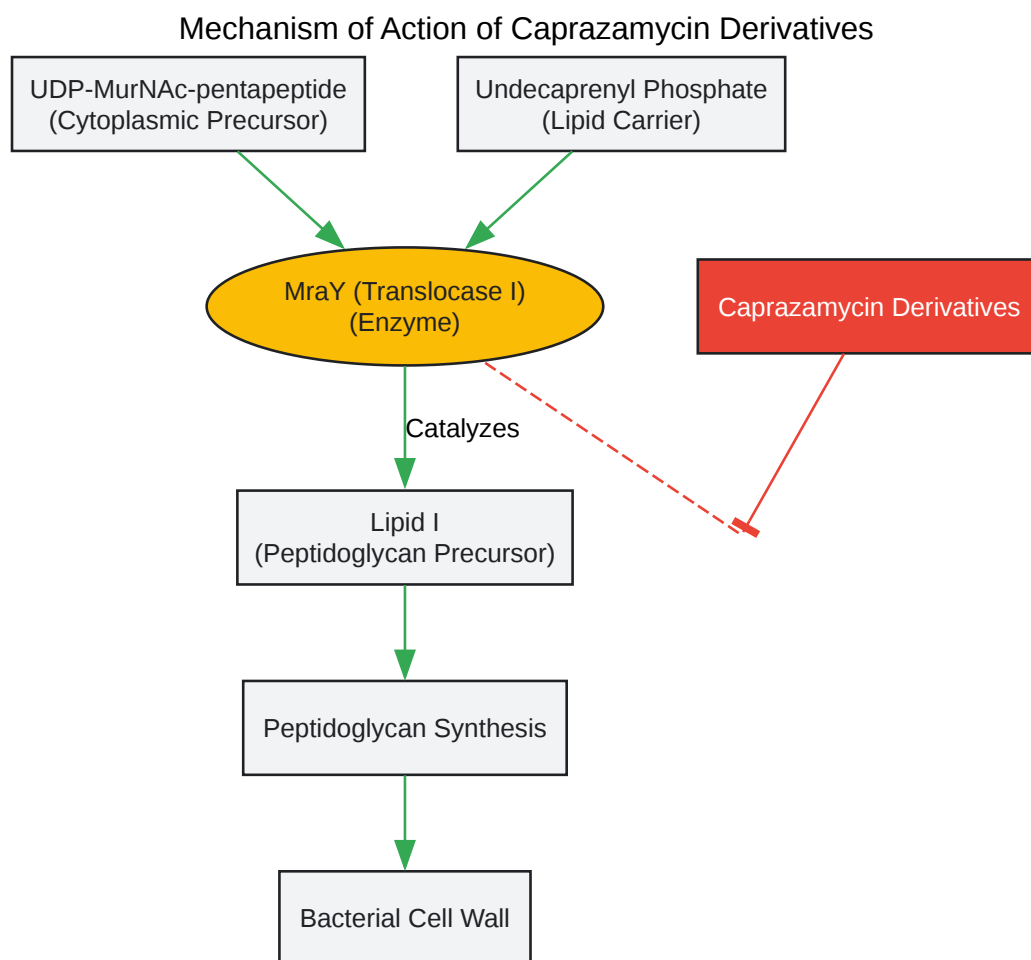 Mechanism of Action of Caprazamycin Derivatives
UDP-MurNAc-pentapeptide
(Cytoplasmic Precursor)
Undecaprenyl Phosphate
(Lipid Carrier)
MraY (Translocase I)
(Enzyme)
Caprazamycin Derivatives
Catalyzes
Lipid I
(Peptidoglycan Precursor)
Peptidoglycan Synthesis
Bacterial Cell Wall